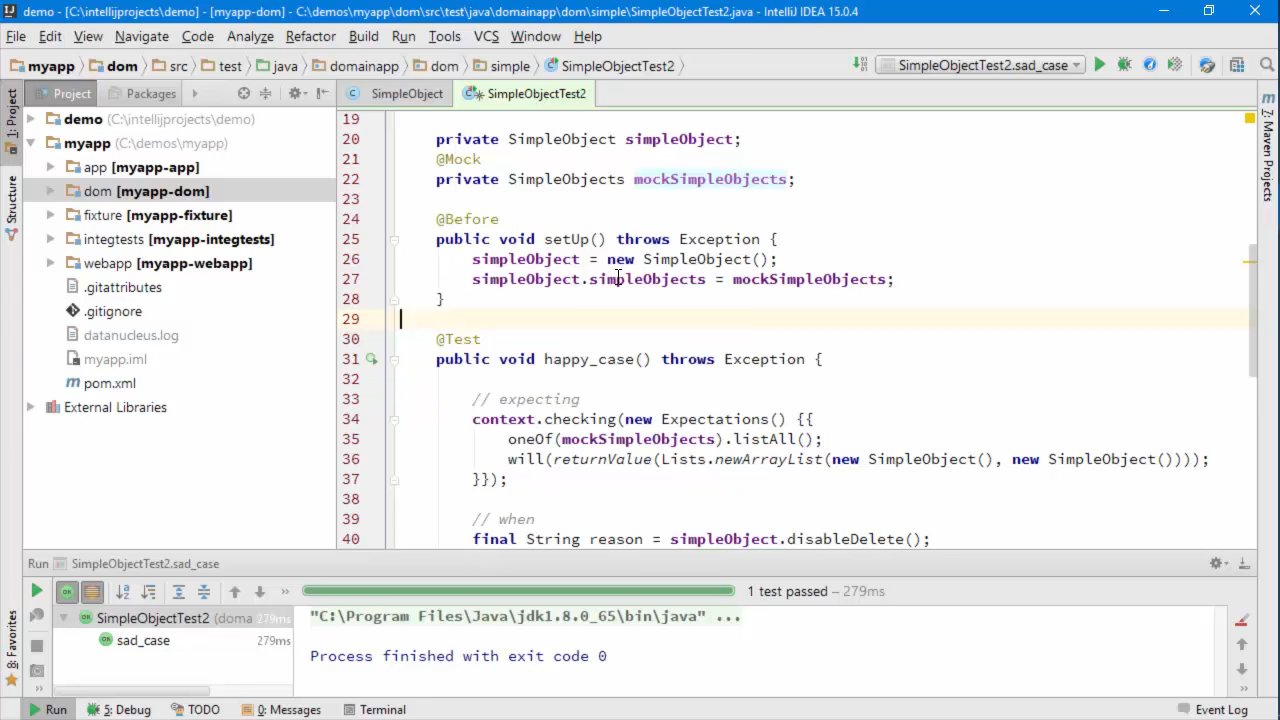 demo - [C:\intellijprojects\demo] - [myapp-dom] - C:\demos\myapp\dom\src\test\java\domainapp\dom\simple\SimpleObjectTest2.java - IntelliJ IDEA 15.0.4
File Edit View Navigate Code Analyze Refactor Build Run Tools VCS Window Help
myapp dom src test java domainapp dom simple SimpleObjectTest2 SimpleObjectTest2.sad_case
1: Project
Structure
8: Favorites
Project Packages
demo (C:\intellijprojects\demo)
myapp (C:\demos\myapp)
app [myapp-app)
dom (myapp-dom)
fixture [myapp-fixture)
integtests (myapp-integtests]
webapp (myapp-webapp]
.gitattributes
.gitignore
datanucleus.log
myapp.iml
pom.xml
External Libraries
SimpleObject SimpleObjectTest2
19
20 private SimpleObject simpleObject;
21 @Mock
22 private SimpleObjects mockSimpleObjects;
23
24 @Before
25 public void setUp() throws Exception {
26 simpleObject = new SimpleObject();
27 simpleObject.simpleObjects = mockSimpleObjects;
28 }
29
30 @Test
31 public void happy_case() throws Exception {
32
33 // expecting
34 context.checking(new Expectations() {{
35 oneOf(mockSimpleObjects).listAll();
36 will(returnValue(Lists.newArrayList(new SimpleObject(), new SimpleObject())));
37 }});
38
39 // when
40 final String reason = simpleObject.disableDelete();
Maven Projects
Run SimpleObjectTest2.sad_case
1 test passed – 279ms
SimpleObjectTest2 (doma 279ms
sad_case 279ms
"C:\Program Files\Java\jdk1.8.0_65\bin\java" ...
Process finished with exit code 0
Run 5: Debug TODO 0: Messages Terminal Event Log